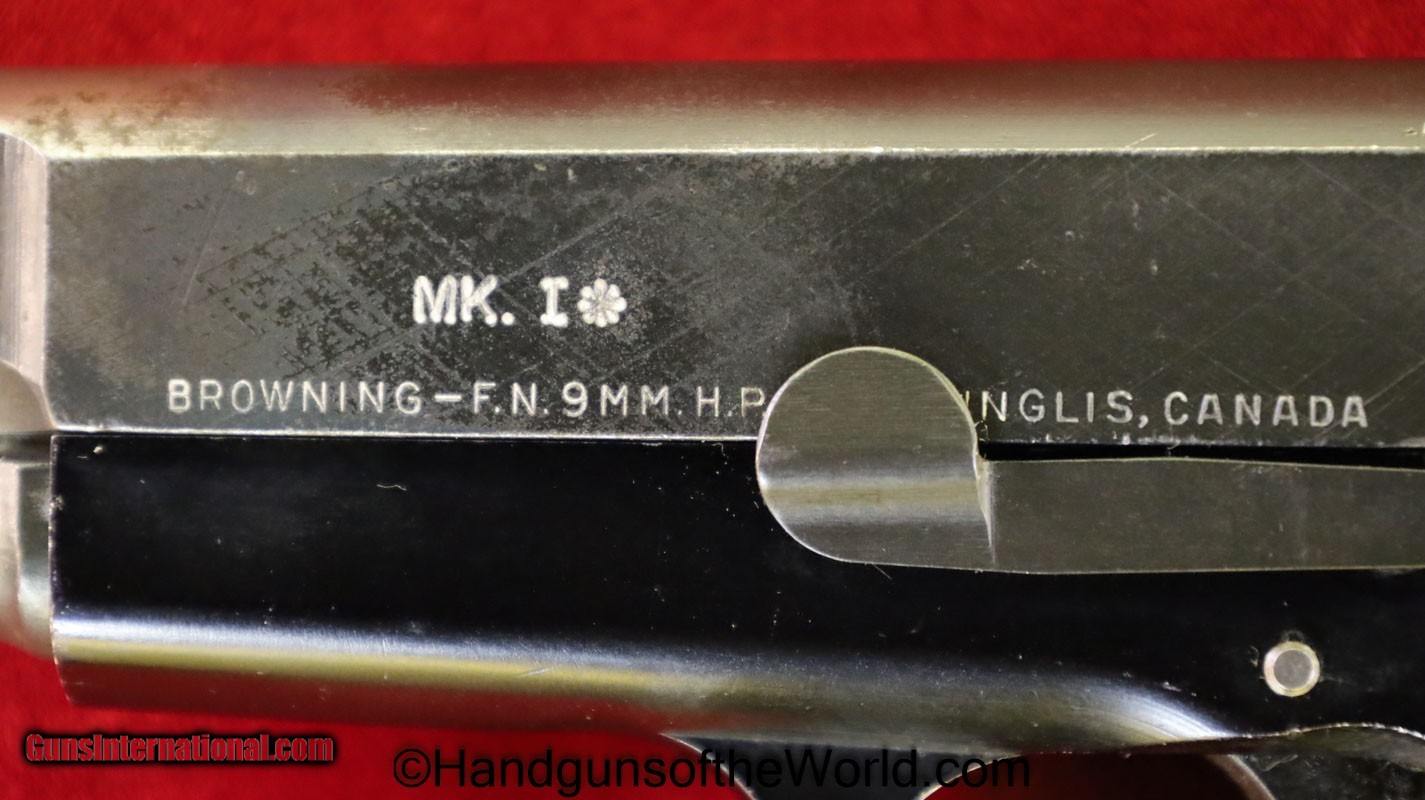 MK. I*
BROWNING-F.N. 9MM. H.P. INGLIS, CANADA
GunsInternational.com
©HandgunsoftheWorld.com